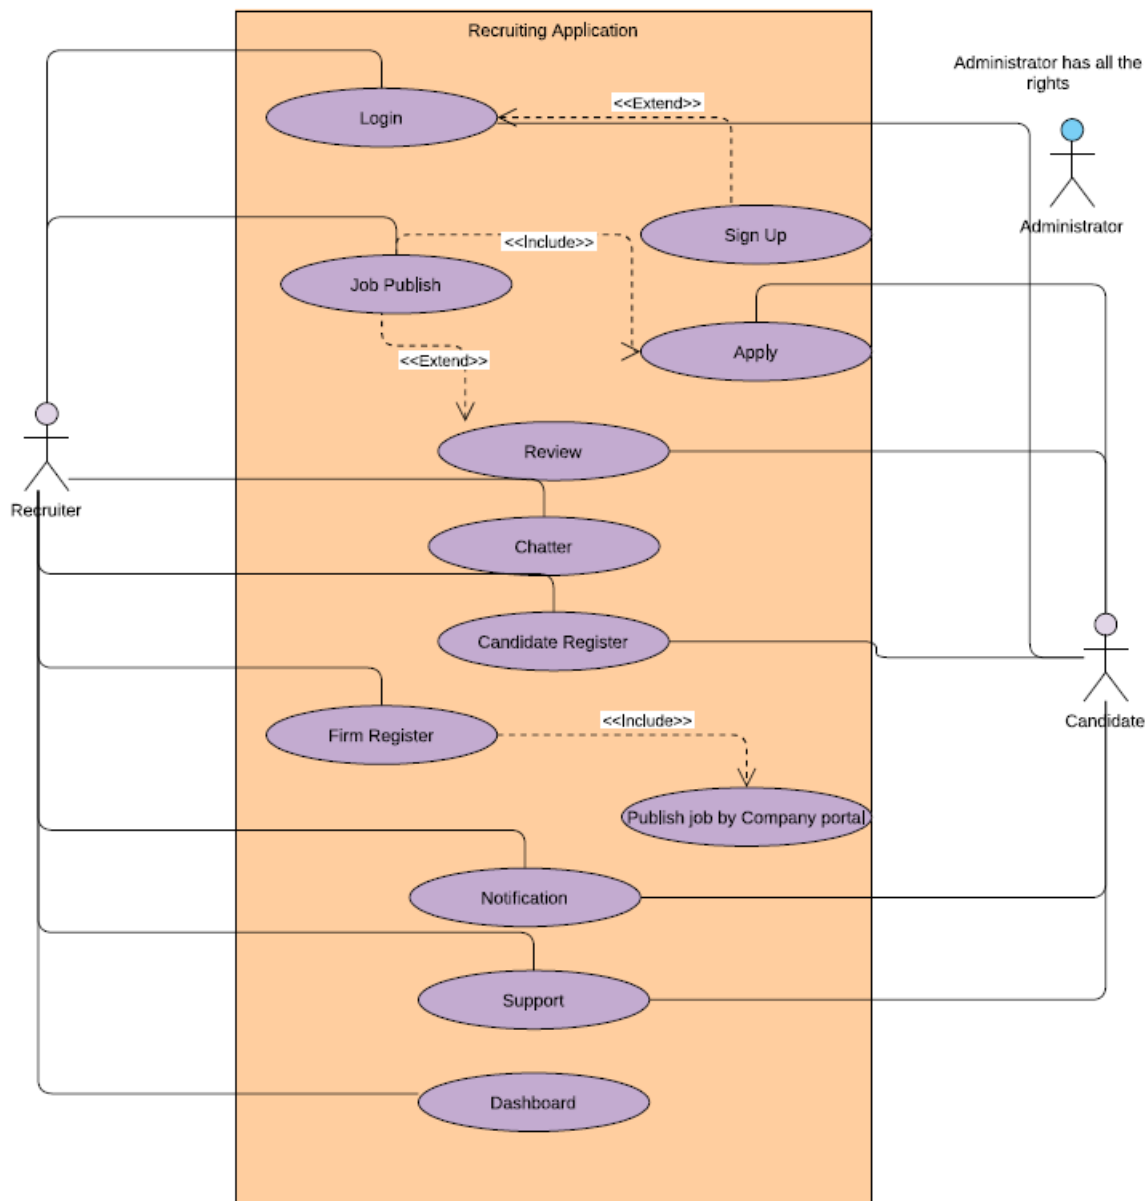 Recruiting Application
Administrator has all the
rights
<<Extend>>
Login
Administrator
Sign Up
<<Include>>
Job Publish
Apply
<<Extend>>
Review
Recruiter
Chatter
Candidate Register
Candidate
<<Include>>
Firm Register
Publish job by Company portal
Notification
Support
Dashboard